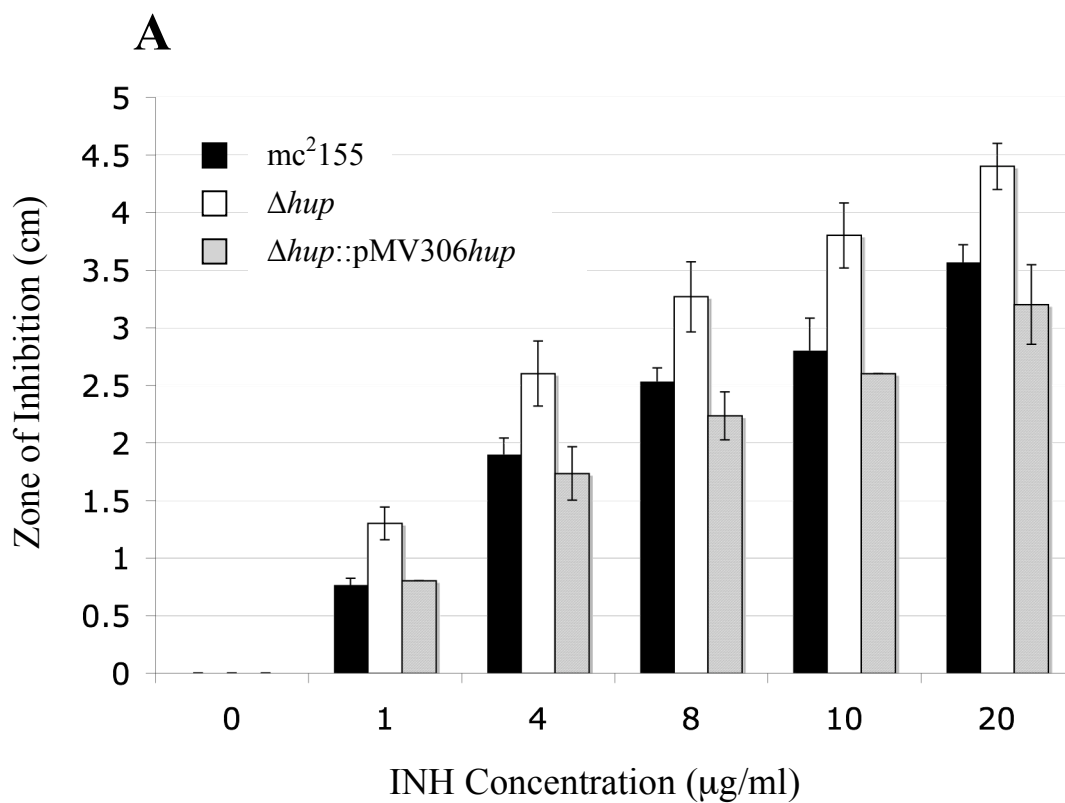 A
5
4.5
4
3.5
3
2.5
2
1.5
1
0.5
0
Zone of Inhibition (cm)
mc²155
Δhup
Δhup::pMV306hup
0 1 4 8 10 20
INH Concentration (μg/ml)